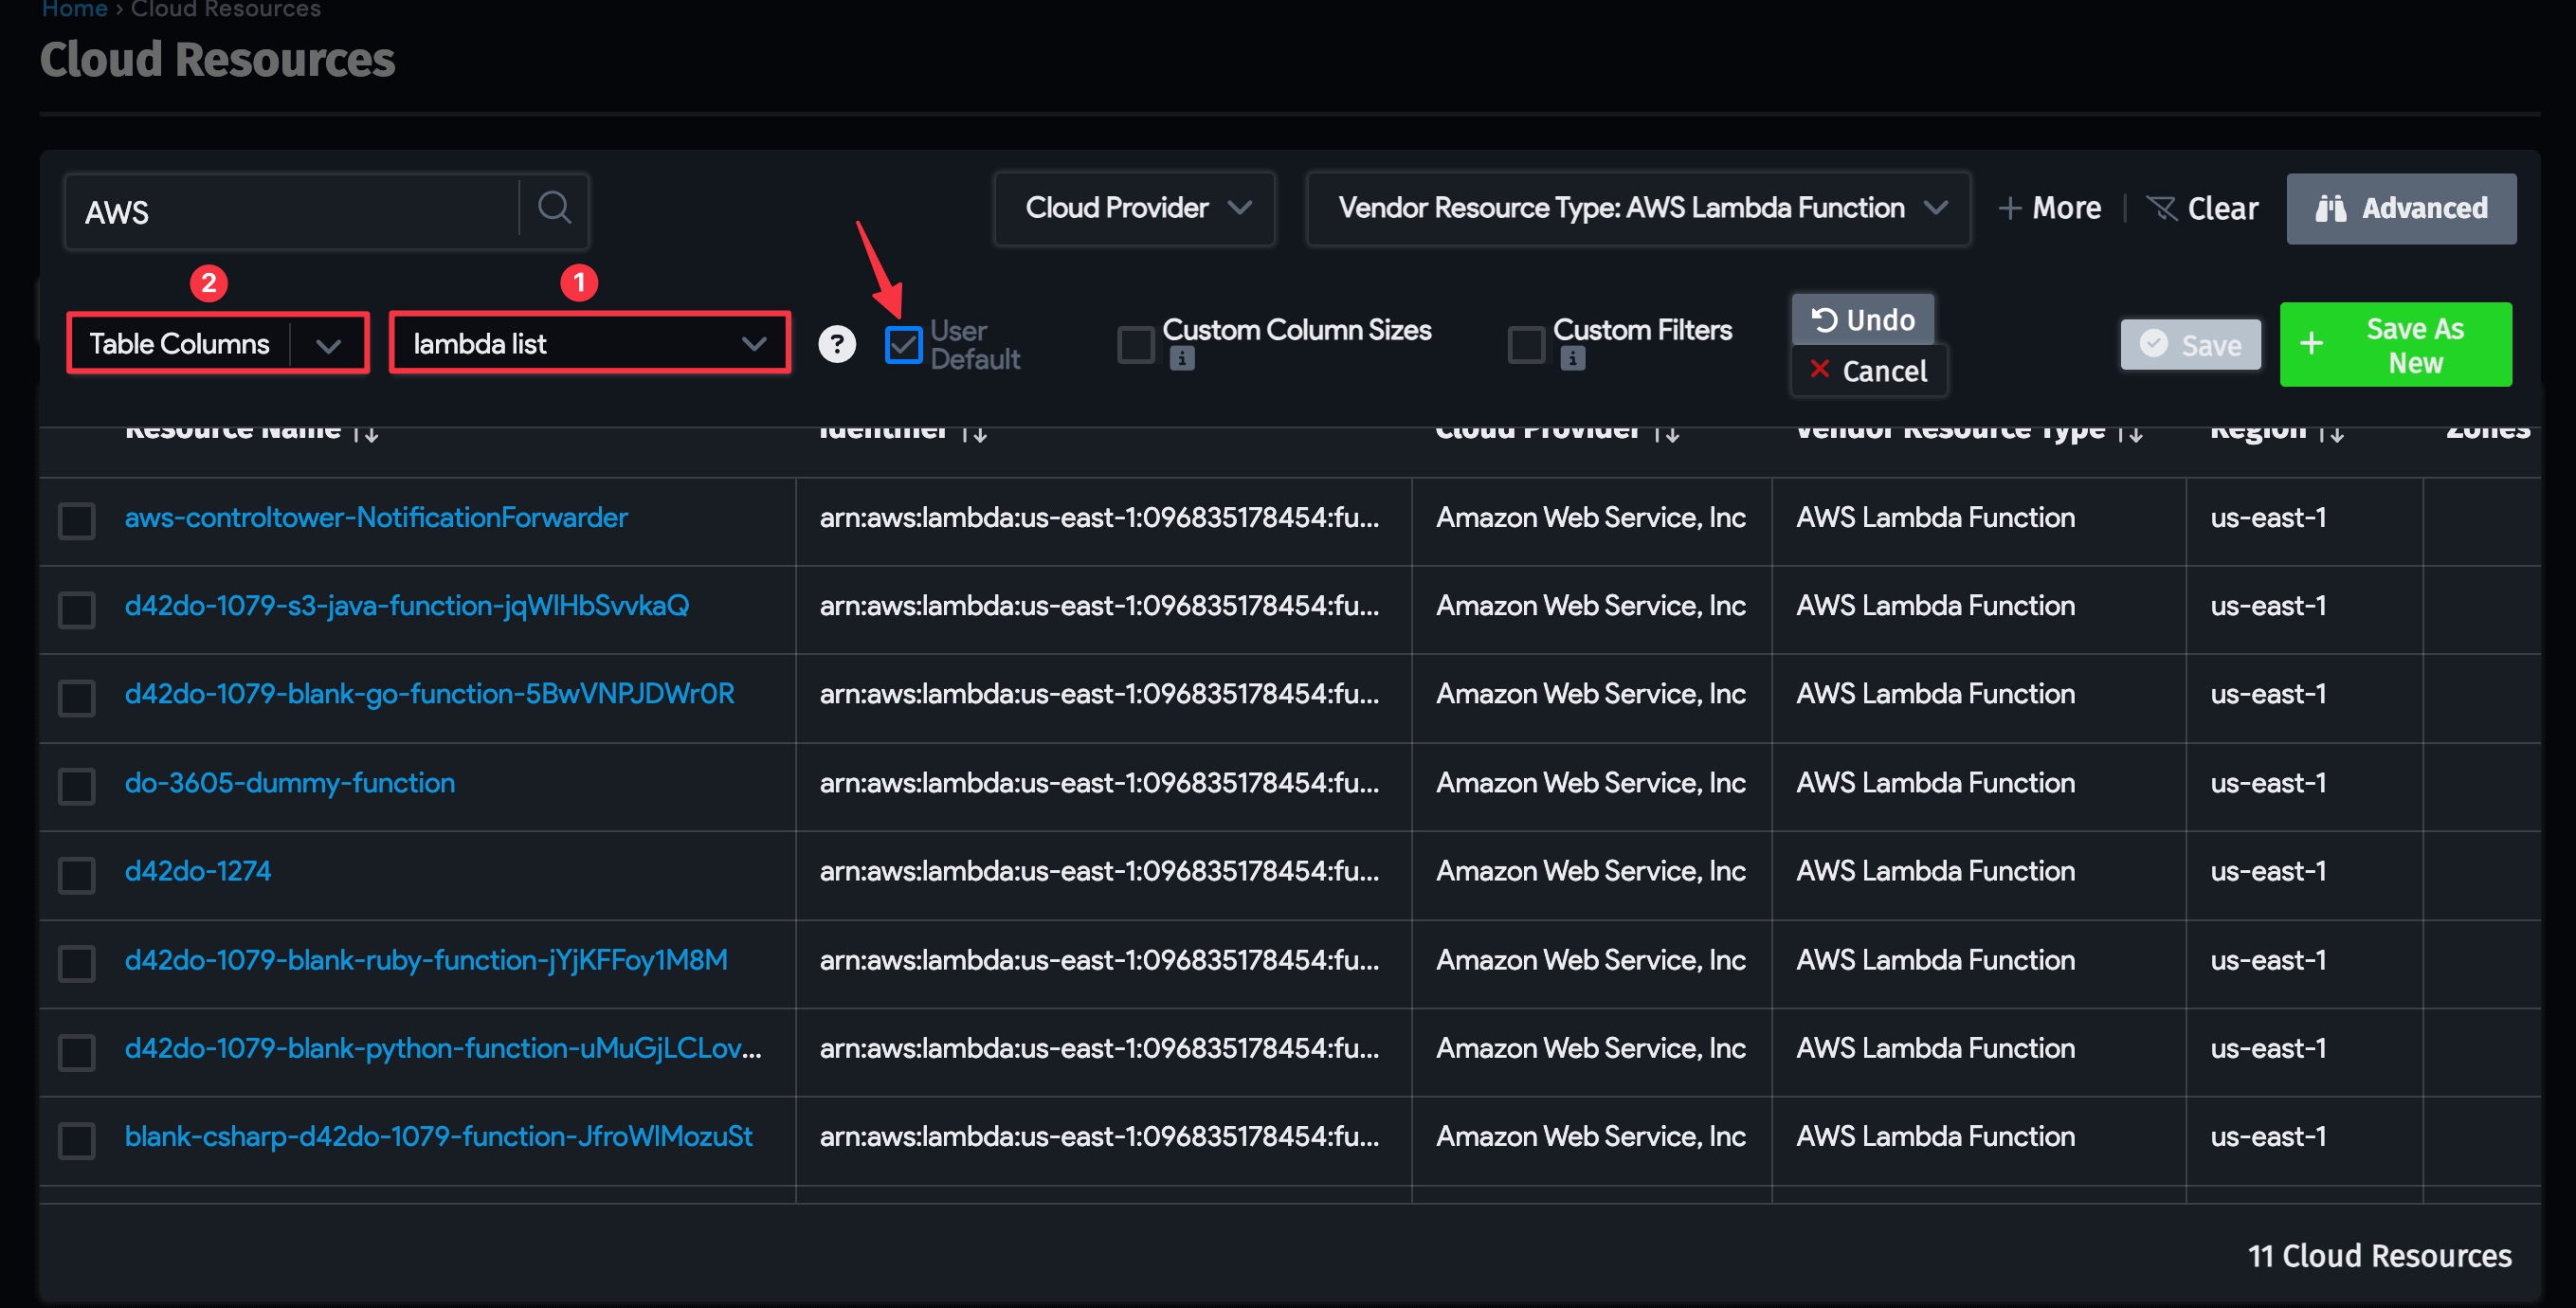 Home › Cloud Resources
Cloud Resources
AWS
Cloud Provider
Vendor Resource Type: AWS Lambda Function
+ More
Clear
Advanced
2
1
Table Columns
lambda list
?
User Default
Custom Column Sizes
i
Custom Filters
i
Undo
Cancel
Save
+ Save As New
Resource Name
Identifier
Cloud Provider
Vendor Resource Type
Region
Zones
aws-controltower-NotificationForwarder arn:aws:lambda:us-east-1:096835178454:fu... Amazon Web Service, Inc AWS Lambda Function us-east-1
d42do-1079-s3-java-function-jqWlHbSvvkaQ arn:aws:lambda:us-east-1:096835178454:fu... Amazon Web Service, Inc AWS Lambda Function us-east-1
d42do-1079-blank-go-function-5BwVNPJDWr0R arn:aws:lambda:us-east-1:096835178454:fu... Amazon Web Service, Inc AWS Lambda Function us-east-1
do-3605-dummy-function arn:aws:lambda:us-east-1:096835178454:fu... Amazon Web Service, Inc AWS Lambda Function us-east-1
d42do-1274 arn:aws:lambda:us-east-1:096835178454:fu... Amazon Web Service, Inc AWS Lambda Function us-east-1
d42do-1079-blank-ruby-function-jYjKFFoy1M8M arn:aws:lambda:us-east-1:096835178454:fu... Amazon Web Service, Inc AWS Lambda Function us-east-1
d42do-1079-blank-python-function-uMuGjLCLov... arn:aws:lambda:us-east-1:096835178454:fu... Amazon Web Service, Inc AWS Lambda Function us-east-1
blank-csharp-d42do-1079-function-JfroWlMozuSt arn:aws:lambda:us-east-1:096835178454:fu... Amazon Web Service, Inc AWS Lambda Function us-east-1
11 Cloud Resources